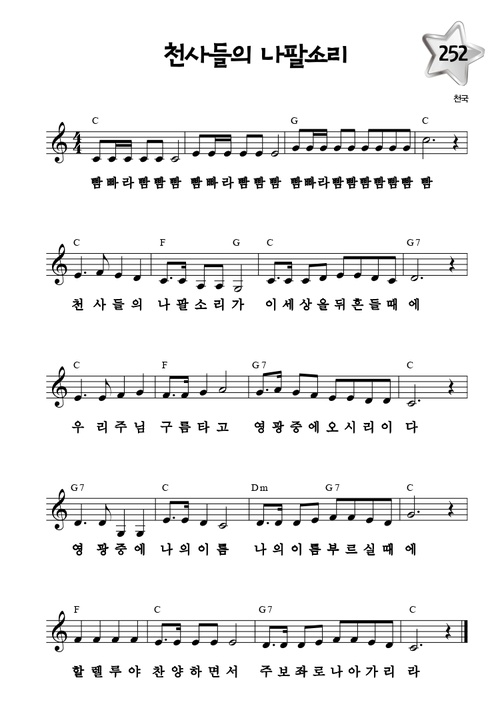 천사들의 나팔소리
252
천국
C G C
빰빠라빰빰빰 빰빠라빰빰빰 빰빠라빰빰빰빰빰빰빰 빰
C F G C G7
천 사 들 의 나 팔 소 리 가 이 세 상 을 뒤 흔 들 때 에
C F G7 C
우 리 주 님 구 름 타 고 영 광 중 에 오 시 리 이 다
G7 C Dm G7 C
영 광 중 에 나 의 이 름 나 의 이 름 부 르 실 때 에
F C G7 C
할 렐 루 야 찬 양 하 면 서 주 보 좌 로 나 아 가 리 라